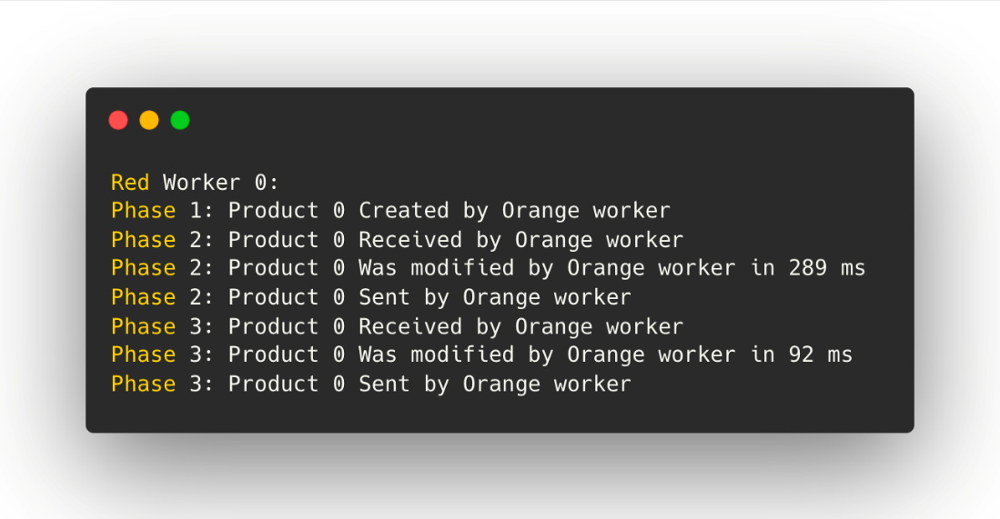 Red Worker 0:
Phase 1: Product 0 Created by Orange worker
Phase 2: Product 0 Received by Orange worker
Phase 2: Product 0 Was modified by Orange worker in 289 ms
Phase 2: Product 0 Sent by Orange worker
Phase 3: Product 0 Received by Orange worker
Phase 3: Product 0 Was modified by Orange worker in 92 ms
Phase 3: Product 0 Sent by Orange worker